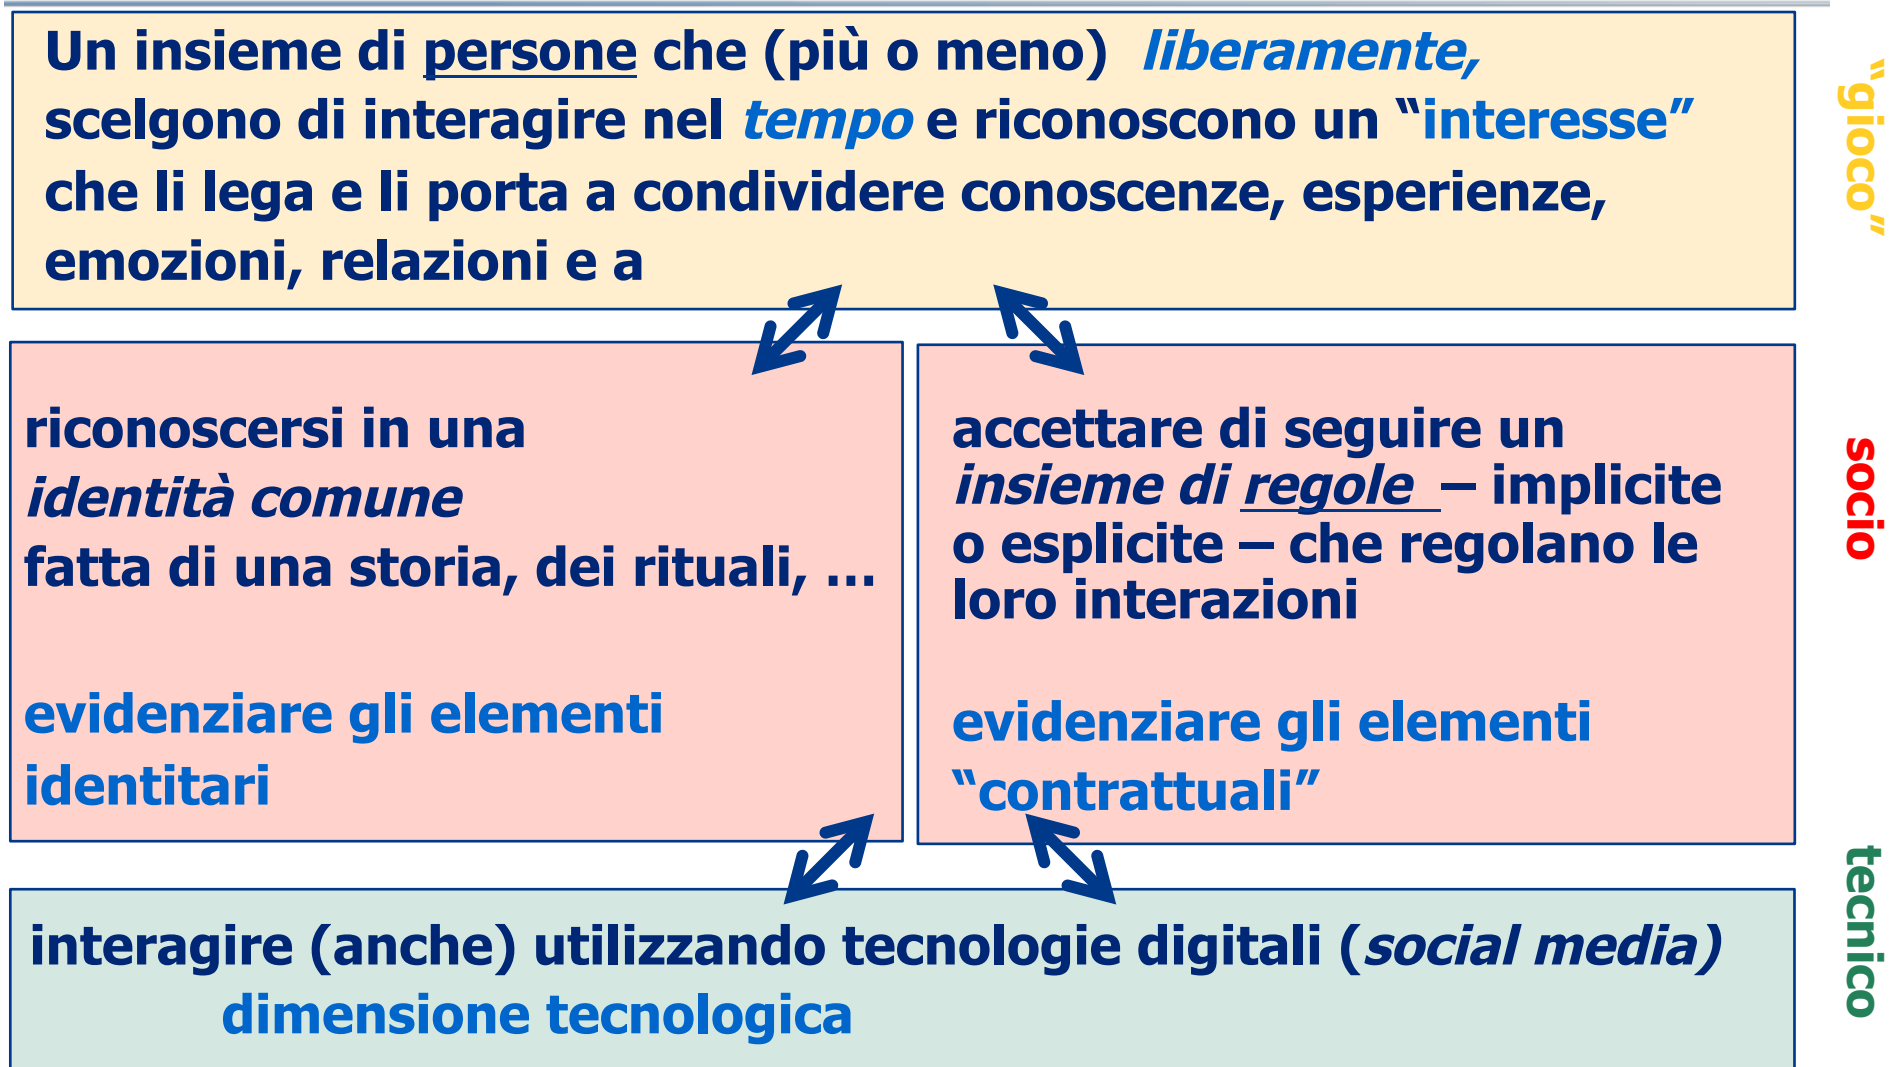 Un insieme di persone che (più o meno) liberamente,
scelgono di interagire nel tempo e riconoscono un “interesse”
che li lega e li porta a condividere conoscenze, esperienze,
emozioni, relazioni e a
“gioco”
riconoscersi in una
identità comune
fatta di una storia, dei rituali, …
evidenziare gli elementi
identitari
accettare di seguire un
insieme di regole – implicite
o esplicite – che regolano le
loro interazioni
evidenziare gli elementi
“contrattuali”
socio
interagire (anche) utilizzando tecnologie digitali (social media)
dimensione tecnologica
tecnico